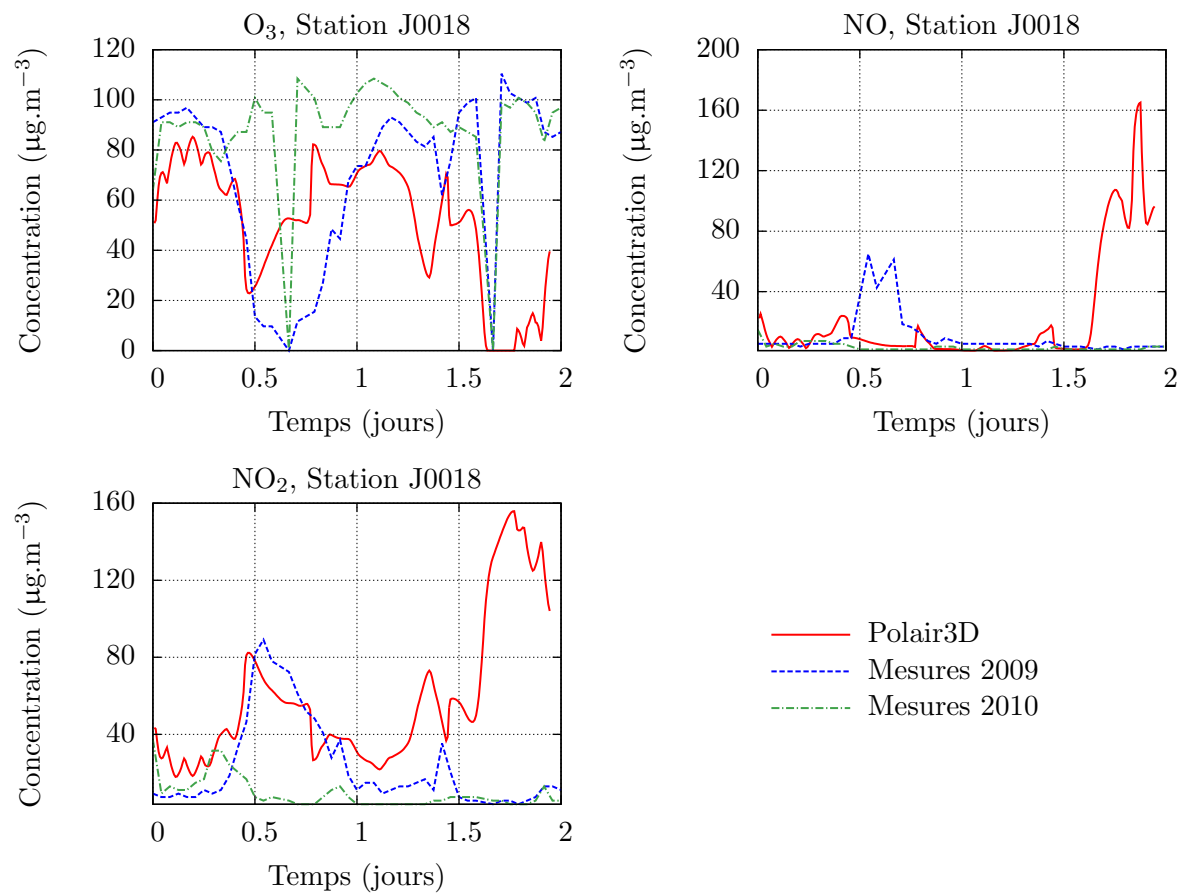 O₃, Station J0018
Concentration (µg.m⁻³)
120
100
80
60
40
20
0
0 0.5 1 1.5 2
Temps (jours)
NO, Station J0018
Concentration (µg.m⁻³)
200
160
120
80
40
0 0.5 1 1.5 2
Temps (jours)
NO₂, Station J0018
Concentration (µg.m⁻³)
160
120
80
40
0 0.5 1 1.5 2
Temps (jours)
Polair3D
Mesures 2009
Mesures 2010